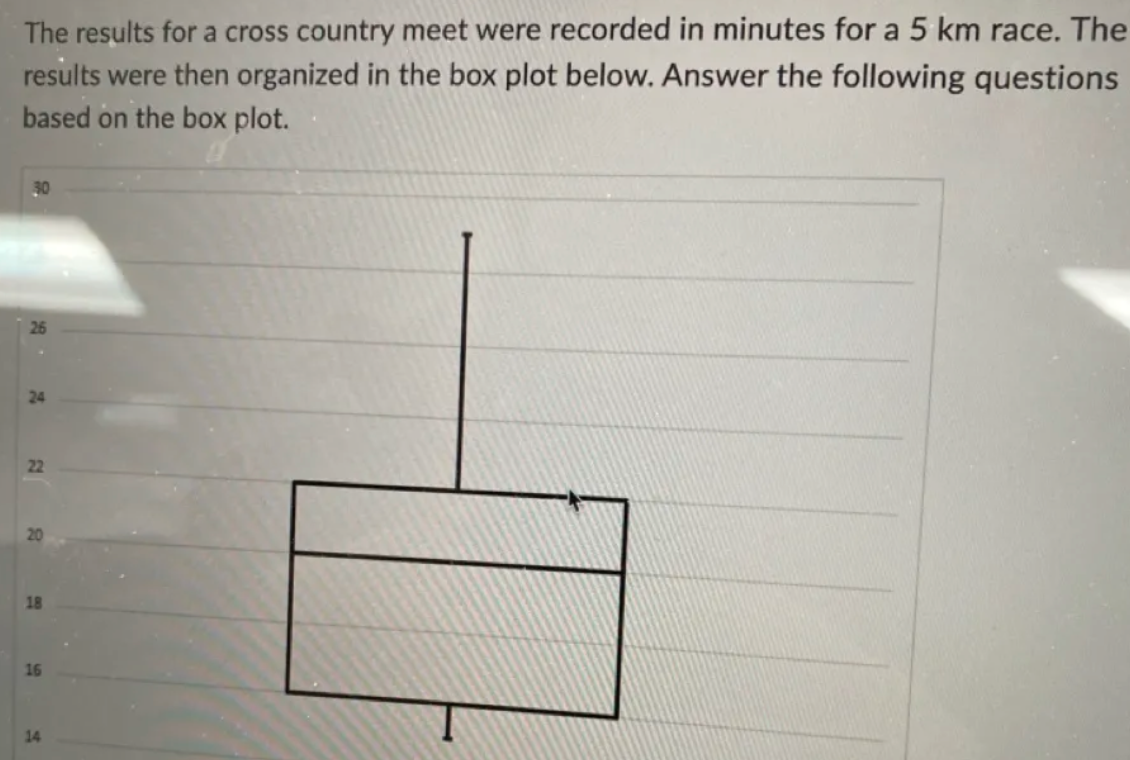 The results for a cross country meet were recorded in minutes for a 5 km race. The
results were then organized in the box plot below. Answer the following questions
based on the box plot.
30
26
24
22
20
18
16
14